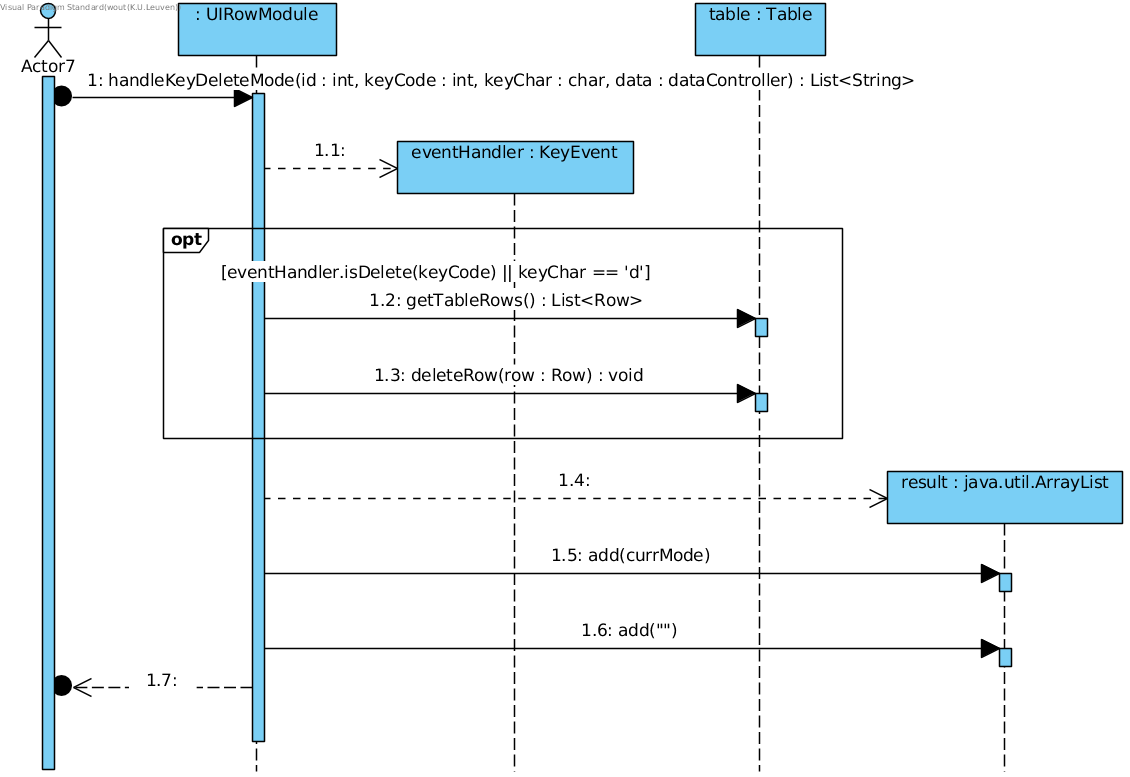 Visual Paradigm Standard(wout(K.U.Leuven))
: UIRowModule
table : Table
Actor7
1: handleKeyDeleteMode(id : int, keyCode : int, keyChar : char, data : dataController) : List<String>
1.1:
eventHandler : KeyEvent
opt
[eventHandler.isDelete(keyCode) || keyChar == 'd']
1.2: getTableRows() : List<Row>
1.3: deleteRow(row : Row) : void
1.4:
result : java.util.ArrayList
1.5: add(currMode)
1.6: add("")
1.7: